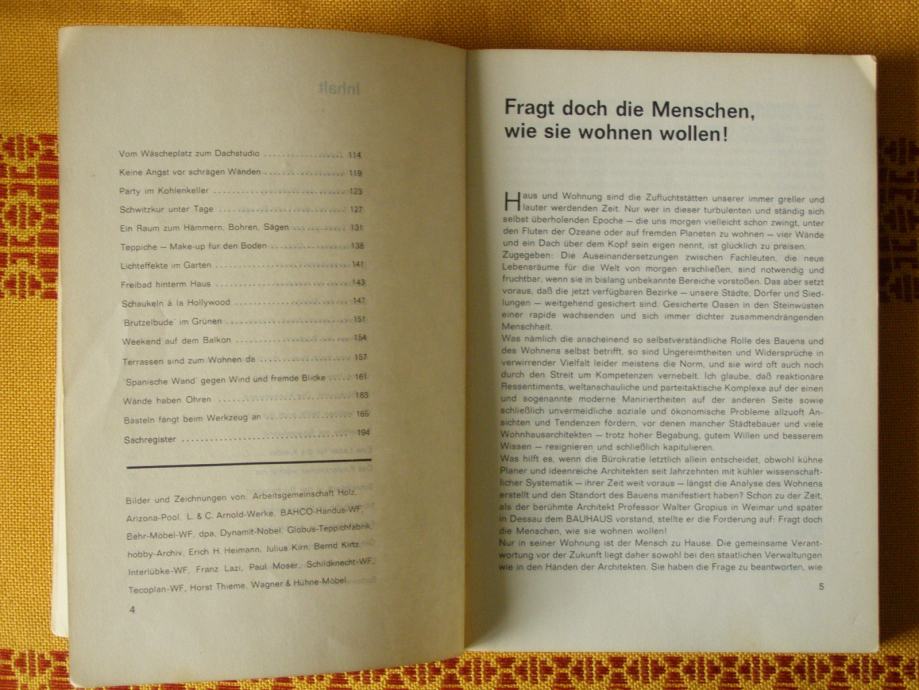 Inhalt
Vom Wäscheplatz zum Dachstudio .................... 114
Keine Angst vor schrägen Wänden .................... 119
Party im Kohlenkeller .................... 123
Schwitzkur unter Tage .................... 127
Ein Raum zum Hämmern, Bohren, Sägen .................... 131
Teppiche — Make-up für den Boden .................... 138
Lichteffekte im Garten .................... 141
Freibad hinterm Haus .................... 143
Schaukeln à la Hollywood .................... 147
'Brutzelbude' im Grünen .................... 151
Weekend auf dem Balkon .................... 154
Terrassen sind zum Wohnen da .................... 157
'Spanische Wand' gegen Wind und fremde Blicke .................... 161
Wände haben Ohren .................... 163
Basteln fängt beim Werkzeug an .................... 165
Sachregister .................... 194
Bilder und Zeichnungen von: Arbeitsgemeinschaft Holz,
Arizona-Pool, L. & C. Arnold-Werke, BAHCO-Handus-WF,
Behr-Möbel-WF, dpa, Dynamit-Nobel, Globus-Teppichfabrik,
hobby-Archiv, Erich H. Heimann, Julius Kirn, Bernd Kirtz,
Interlübke-WF, Franz Lazi, Paul Moser, Schildknecht-WF,
Tecoplan-WF, Horst Thieme, Wagner & Hühne-Möbel.
4
Fragt doch die Menschen,
wie sie wohnen wollen!
Haus und Wohnung sind die Zufluchtstätten unserer immer greller und
lauter werdenden Zeit. Nur wer in dieser turbulenten und ständig sich
selbst überholenden Epoche — die uns morgen vielleicht schon zwingt, unter
den Fluten der Ozeane oder auf fremden Planeten zu wohnen — vier Wände
und ein Dach über dem Kopf sein eigen nennt, ist glücklich zu preisen.
Zugegeben: Die Auseinandersetzungen zwischen Fachleuten, die neue
Lebensräume für die Welt von morgen erschließen, sind notwendig und
fruchtbar, wenn sie in bislang unbekannte Bereiche vorstoßen. Das aber setzt
voraus, daß die jetzt verfügbaren Bezirke — unsere Städte, Dörfer und Sied-
lungen — weitgehend gesichert sind. Gesicherte Oasen in den Steinwüsten
einer rapide wachsenden und sich immer dichter zusammendrängenden
Menschheit.
Was nämlich die anscheinend so selbstverständliche Rolle des Bauens und
des Wohnens selbst betrifft, so sind Ungereimtheiten und Widersprüche in
verwirrender Vielfalt leider meistens die Norm, und sie wird oft auch noch
durch den Streit um Kompetenzen vernebelt. Ich glaube, daß reaktionäre
Ressentiments, weltanschauliche und parteitaktische Komplexe auf der einen
und sogenannte moderne Maniriertheiten auf der anderen Seite sowie
schließlich unvermeidliche soziale und ökonomische Probleme allzuoft An-
sichten und Tendenzen fördern, vor denen mancher Städtebauer und viele
Wohnhausarchitekten — trotz hoher Begabung, gutem Willen und besserem
Wissen — resignieren und schließlich kapitulieren.
Was hilft es, wenn die Bürokratie letztlich allein entscheidet, obwohl kühne
Planer und ideenreiche Architekten seit Jahrzehnten mit kühler wissenschaft-
licher Systematik — ihrer Zeit weit voraus — längst die Analyse des Wohnens
erstellt und den Standort des Bauens manifestiert haben? Schon zu der Zeit,
als der berühmte Architekt Professor Walter Gropius in Weimar und später
in Dessau dem BAUHAUS vorstand, stellte er die Forderung auf: Fragt doch
die Menschen, wie sie wohnen wollen!
Nur in seiner Wohnung ist der Mensch zu Hause. Die gemeinsame Verant-
wortung vor der Zukunft liegt daher sowohl bei den staatlichen Verwaltungen
wie in den Händen der Architekten. Sie haben die Frage zu beantworten, wie
5